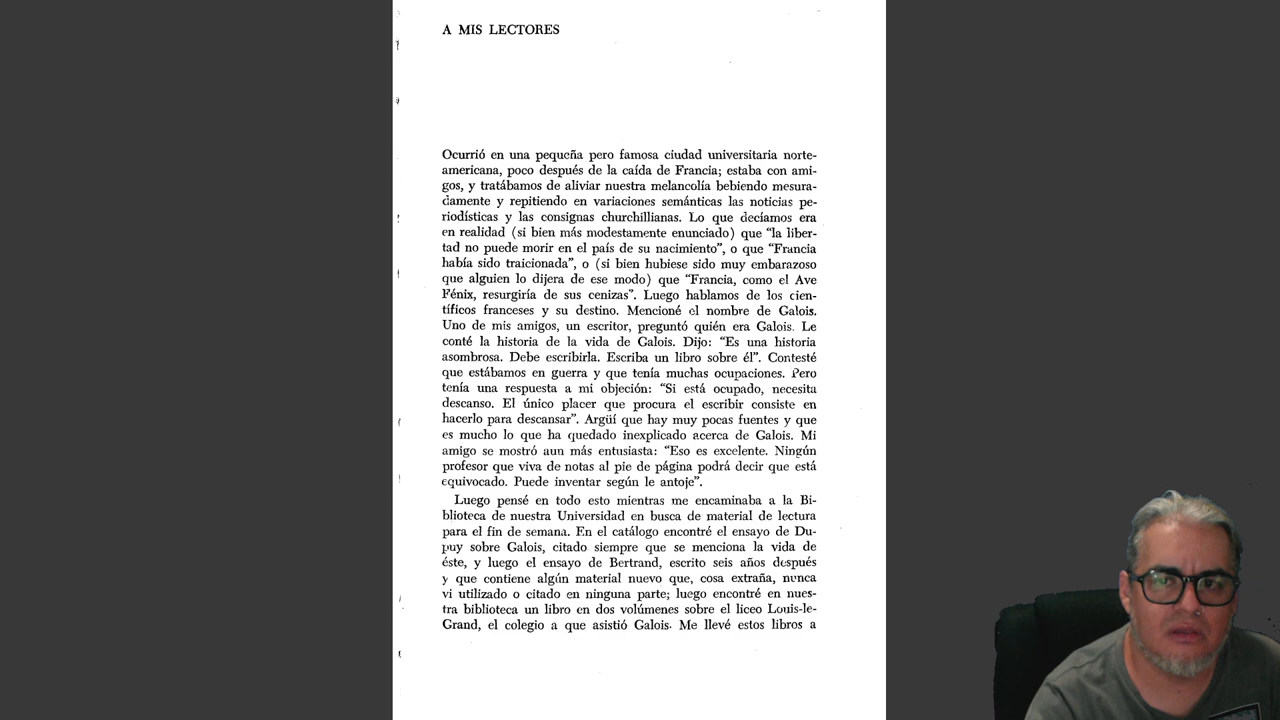 A MIS LECTORES
Ocurrió en una pequeña pero famosa ciudad universitaria norte-
americana, poco después de la caída de Francia; estaba con ami-
gos, y tratábamos de aliviar nuestra melancolía bebiendo mesura-
damente y repitiendo en variaciones semánticas las noticias pe-
riodísticas y las consignas churchillianas. Lo que decíamos era
en realidad (si bien más modestamente enunciado) que “la liber-
tad no puede morir en el país de su nacimiento”, o que “Francia
había sido traicionada”, o (si bien hubiese sido muy embarazoso
que alguien lo dijera de ese modo) que “Francia, como el Ave
Fénix, resurgiría de sus cenizas”. Luego hablamos de los cien-
tíficos franceses y su destino. Mencioné el nombre de Galois.
Uno de mis amigos, un escritor, preguntó quién era Galois. Le
conté la historia de la vida de Galois. Dijo: “Es una historia
asombrosa. Debe escribirla. Escriba un libro sobre él”. Contesté
que estábamos en guerra y que tenía muchas ocupaciones. Pero
tenía una respuesta a mi objeción: “Si está ocupado, necesita
descanso. El único placer que procura el escribir consiste en
hacerlo para descansar”. Argüí que hay muy pocas fuentes y que
es mucho lo que ha quedado inexplicado acerca de Galois. Mi
amigo se mostró aun más entusiasta: “Eso es excelente. Ningún
profesor que viva de notas al pie de página podrá decir que está
equivocado. Puede inventar según le antoje”.
Luego pensé en todo esto mientras me encaminaba a la Bi-
blioteca de nuestra Universidad en busca de material de lectura
para el fin de semana. En el catálogo encontré el ensayo de Du-
puy sobre Galois, citado siempre que se menciona la vida de
éste, y luego el ensayo de Bertrand, escrito seis años después
y que contiene algún material nuevo que, cosa extraña, nunca
vi utilizado o citado en ninguna parte; luego encontré en nues-
tra biblioteca un libro en dos volúmenes sobre el liceo Louis-le-
Grand, el colegio a que asistió Galois. Me llevé estos libros a